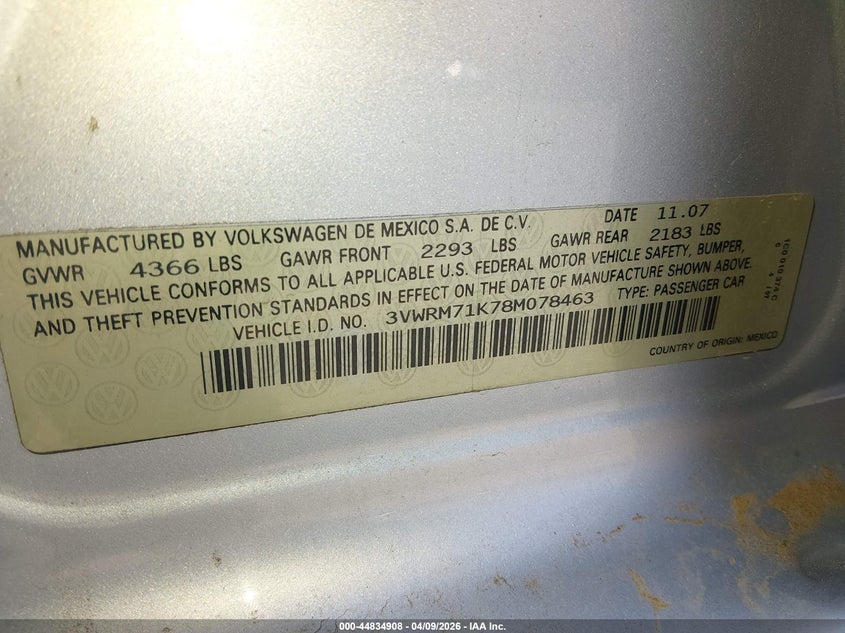 MANUFACTURED BY VOLKSWAGEN DE MEXICO S.A. DE C.V. DATE 11.07
GVWR 4366 LBS GAWR FRONT 2293 LBS GAWR REAR 2183 LBS
THIS VEHICLE CONFORMS TO ALL APPLICABLE U.S. FEDERAL MOTOR VEHICLE SAFETY, BUMPER,
AND THEFT PREVENTION STANDARDS IN EFFECT ON THE DATE OF MANUFACTURE SHOWN ABOVE.
VEHICLE I.D. NO. 3VWRM71K78M078463 TYPE: PASSENGER CAR
COUNTRY OF ORIGIN: MEXICO
1C0 010 374 C
000-44834908 - 04/09/2026 - IAA Inc.